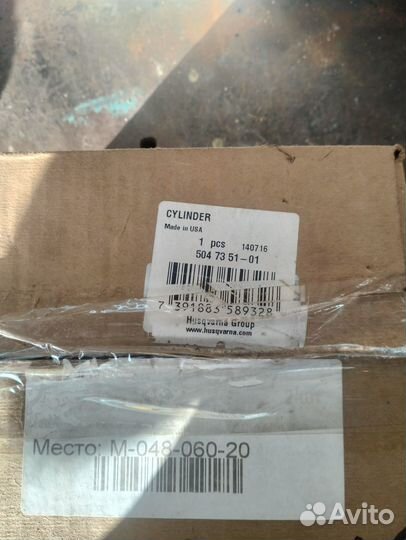 CYLINDER
Made in USA
1 pcs 140716
504 73 51-01
7 391883 589328
Husqvarna Group
www.husqvarna.com
Место: М-048-060-20
Avito